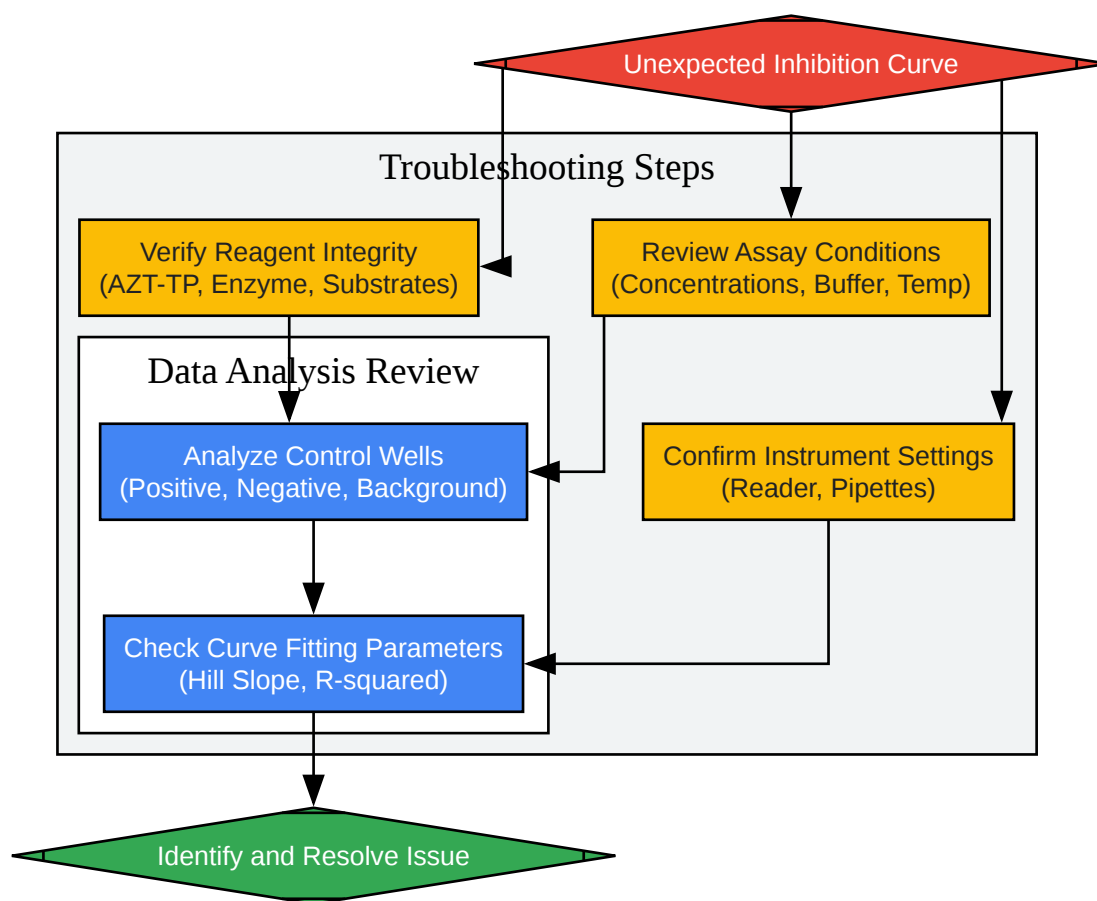 Unexpected Inhibition Curve
Troubleshooting Steps
Verify Reagent Integrity
(AZT-TP, Enzyme, Substrates)
Review Assay Conditions
(Concentrations, Buffer, Temp)
Data Analysis Review
Analyze Control Wells
(Positive, Negative, Background)
Confirm Instrument Settings
(Reader, Pipettes)
Check Curve Fitting Parameters
(Hill Slope, R-squared)
Identify and Resolve Issue